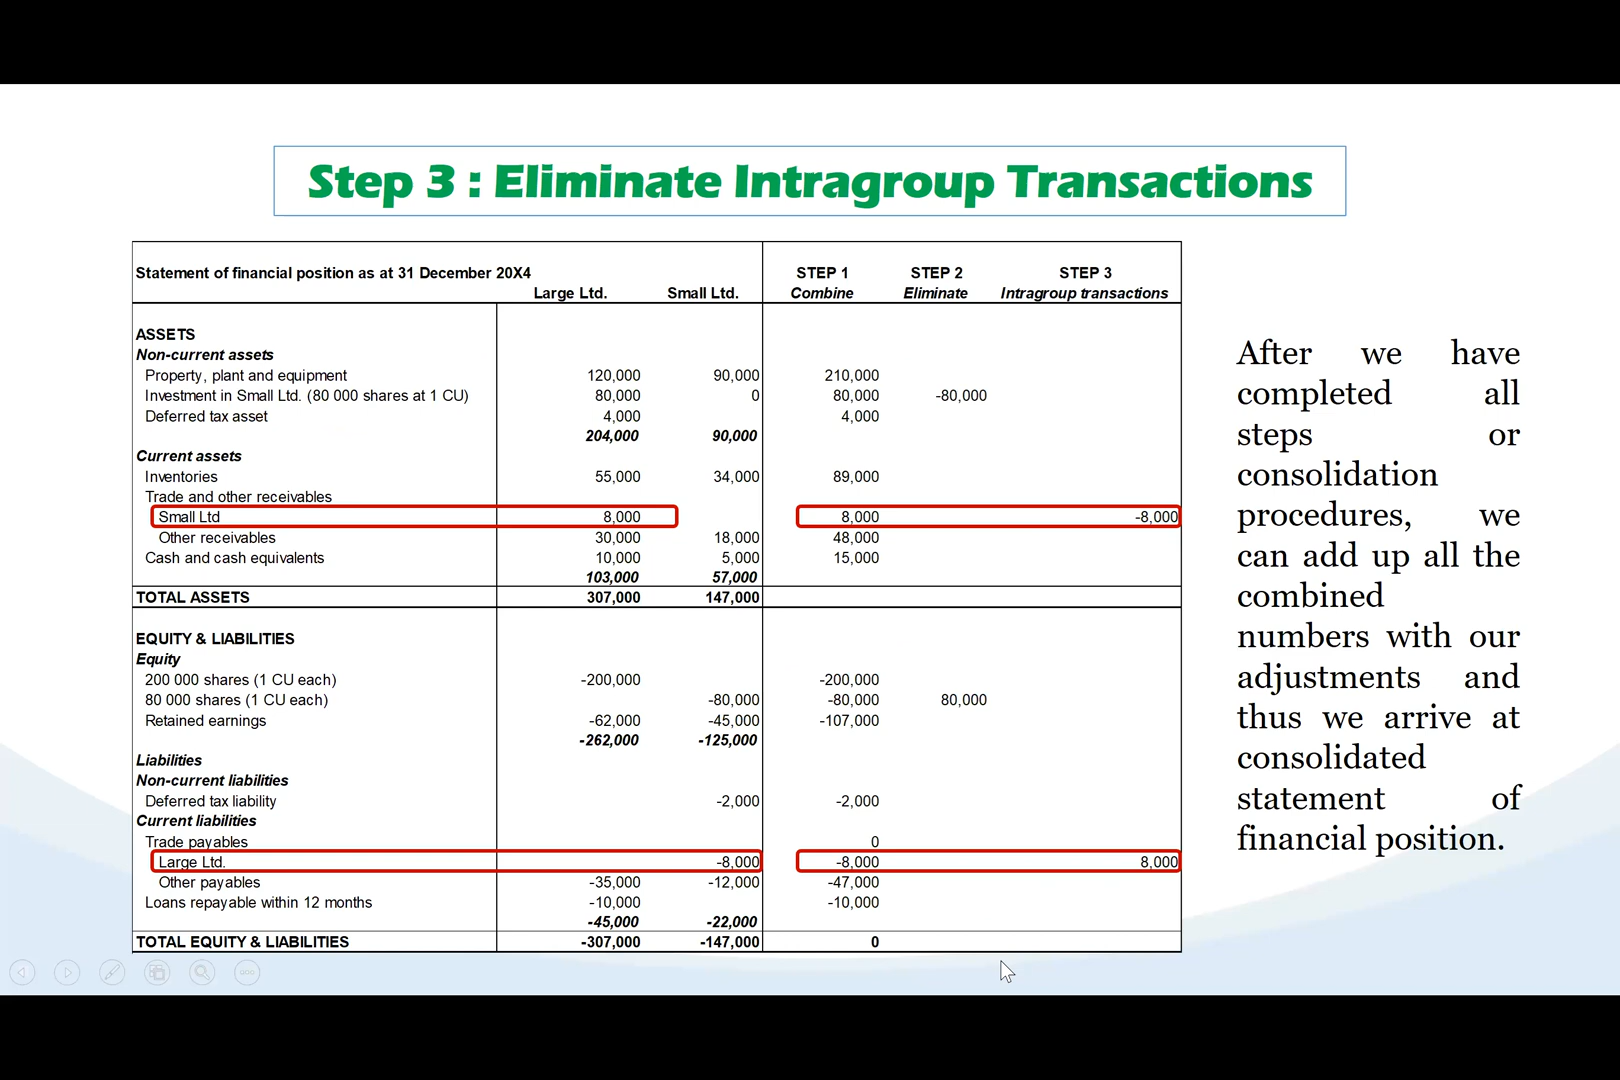 Step 3 : Eliminate Intragroup Transactions
Statement of financial position as at 31 December 20X4 STEP 1 STEP 2 STEP 3
Large Ltd. Small Ltd. Combine Eliminate Intragroup transactions
ASSETS
Non-current assets
Property, plant and equipment 120,000 90,000 210,000
Investment in Small Ltd. (80 000 shares at 1 CU) 80,000 0 80,000 -80,000
Deferred tax asset 4,000 4,000
204,000 90,000
Current assets
Inventories 55,000 34,000 89,000
Trade and other receivables
Small Ltd 8,000 8,000 -8,000
Other receivables 30,000 18,000 48,000
Cash and cash equivalents 10,000 5,000 15,000
103,000 57,000
TOTAL ASSETS 307,000 147,000
EQUITY & LIABILITIES
Equity
200 000 shares (1 CU each) -200,000 -200,000
80 000 shares (1 CU each) -80,000 -80,000 80,000
Retained earnings -62,000 -45,000 -107,000
-262,000 -125,000
Liabilities
Non-current liabilities
Deferred tax liability -2,000 -2,000
Current liabilities
Trade payables 0
Large Ltd. -8,000 -8,000 8,000
Other payables -35,000 -12,000 -47,000
Loans repayable within 12 months -10,000 -10,000
-45,000 -22,000
TOTAL EQUITY & LIABILITIES -307,000 -147,000 0
After we have
completed all
steps or
consolidation
procedures, we
can add up all the
combined
numbers with our
adjustments and
thus we arrive at
consolidated
statement of
financial position.